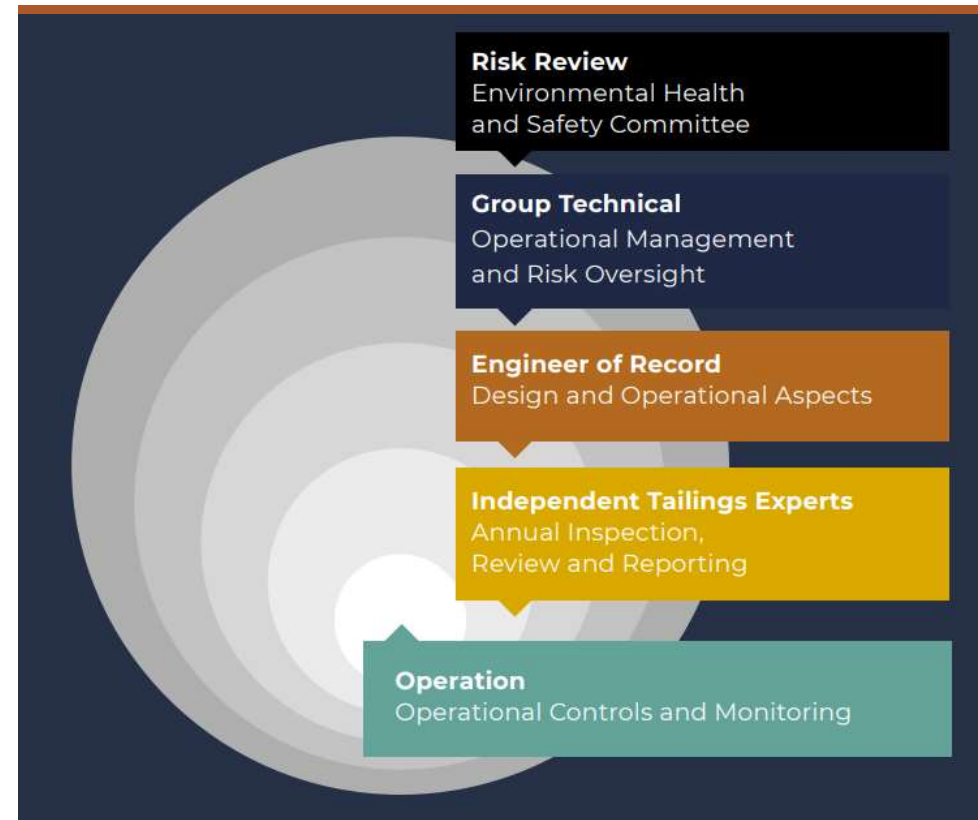 Risk Review
Environmental Health
and Safety Committee
Group Technical
Operational Management
and Risk Oversight
Engineer of Record
Design and Operational Aspects
Independent Tailings Experts
Annual Inspection,
Review and Reporting
Operation
Operational Controls and Monitoring